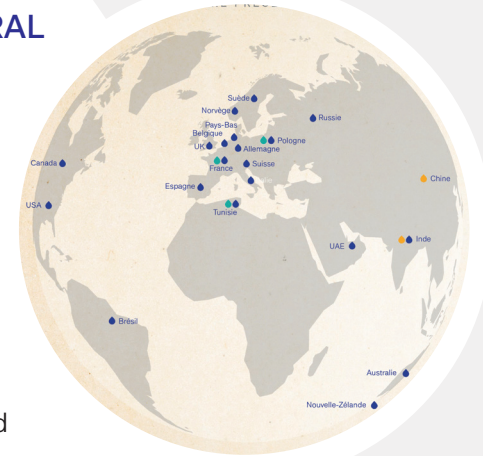 RAL
Suède
Norvège
Russie
Pays-Bas
Belgique
Pologne
UK
Allemagne
Canada
France
Suisse
Chine
Espagne
USA
Tunisie
UAE
Inde
Brésil
Australie
Nouvelle-Zélande
d